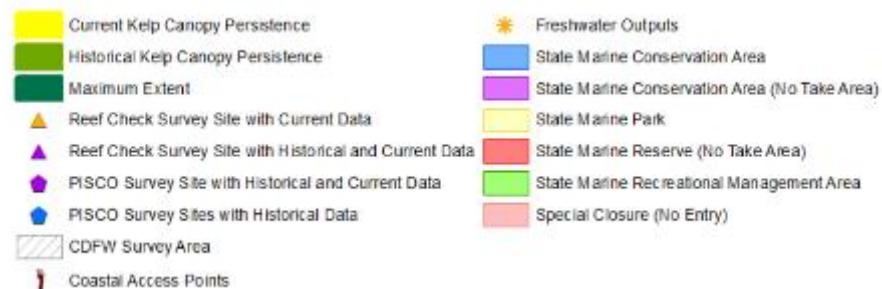 Current Kelp Canopy Persistence
Historical Kelp Canopy Persistence
Maximum Extent
Reef Check Survey Site with Current Data
Reef Check Survey Site with Historical and Current Data
PISCO Survey Site with Historical and Current Data
PISCO Survey Sites with Historical Data
CDFW Survey Area
Coastal Access Points
Freshwater Outputs
State Marine Conservation Area
State Marine Conservation Area (No Take Area)
State Marine Park
State Marine Reserve (No Take Area)
State Marine Recreational Management Area
Special Closure (No Entry)